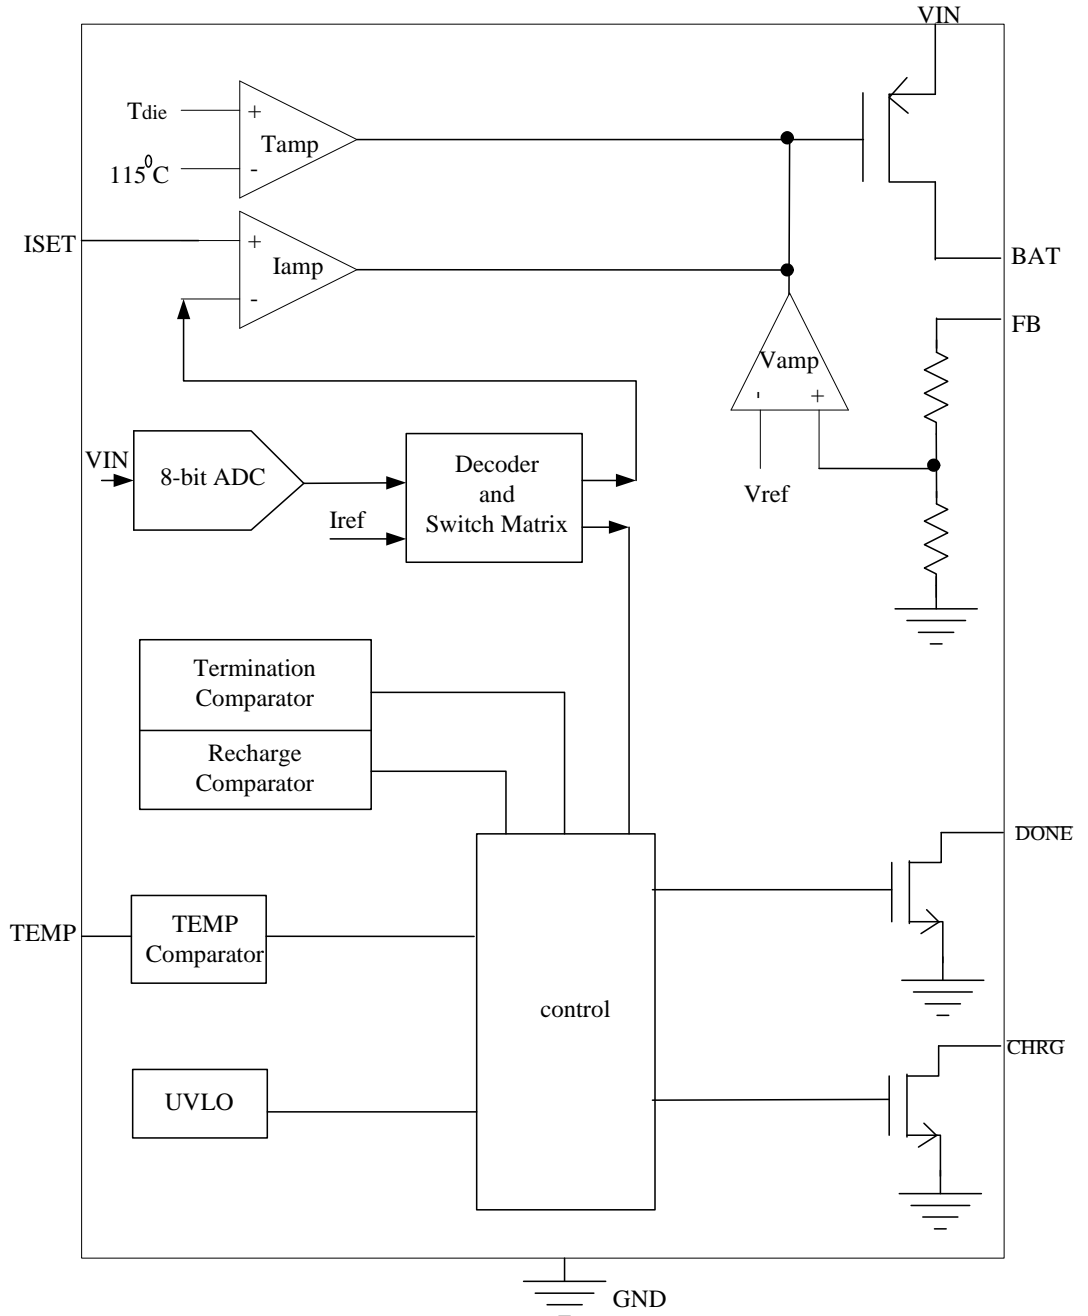 VIN
Tdie
+
Tamp
115⁰C
-
ISET
+
Iamp
-
BAT
FB
Vamp
- +
Vref
VIN
8-bit ADC
Iref
Decoder
and
Switch Matrix
Termination
Comparator
Recharge
Comparator
DONE
TEMP
TEMP
Comparator
control
CHRG
UVLO
GND